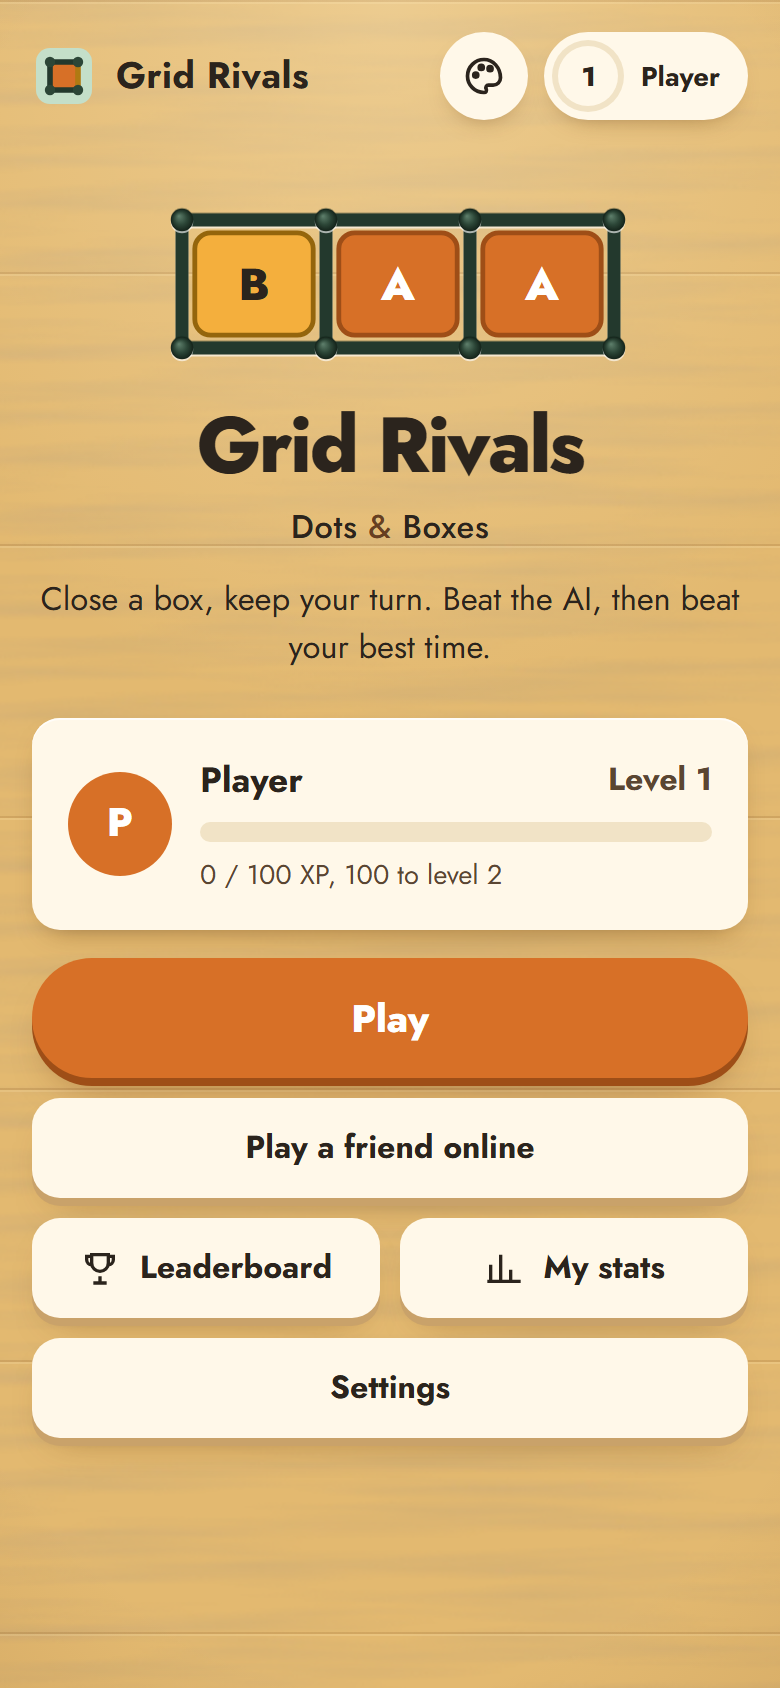 Grid Rivals
1 Player
B A A
Grid Rivals
Dots & Boxes
Close a box, keep your turn. Beat the AI, then beat
your best time.
Player Level 1
P
0 / 100 XP, 100 to level 2
Play
Play a friend online
Leaderboard My stats
Settings